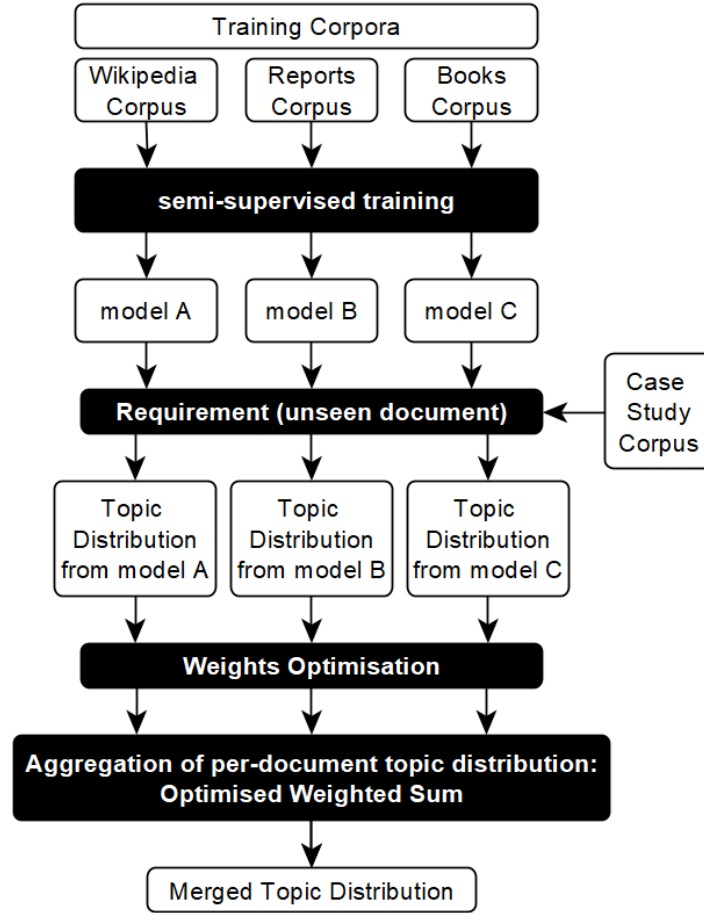 Training Corpora
Wikipedia
Corpus
Reports
Corpus
Books
Corpus
semi-supervised training
model A
model B
model C
Requirement (unseen document)
Case
Study
Corpus
Topic
Distribution
from model A
Topic
Distribution
from model B
Topic
Distribution
from model C
Weights Optimisation
Aggregation of per-document topic distribution:
Optimised Weighted Sum
Merged Topic Distribution